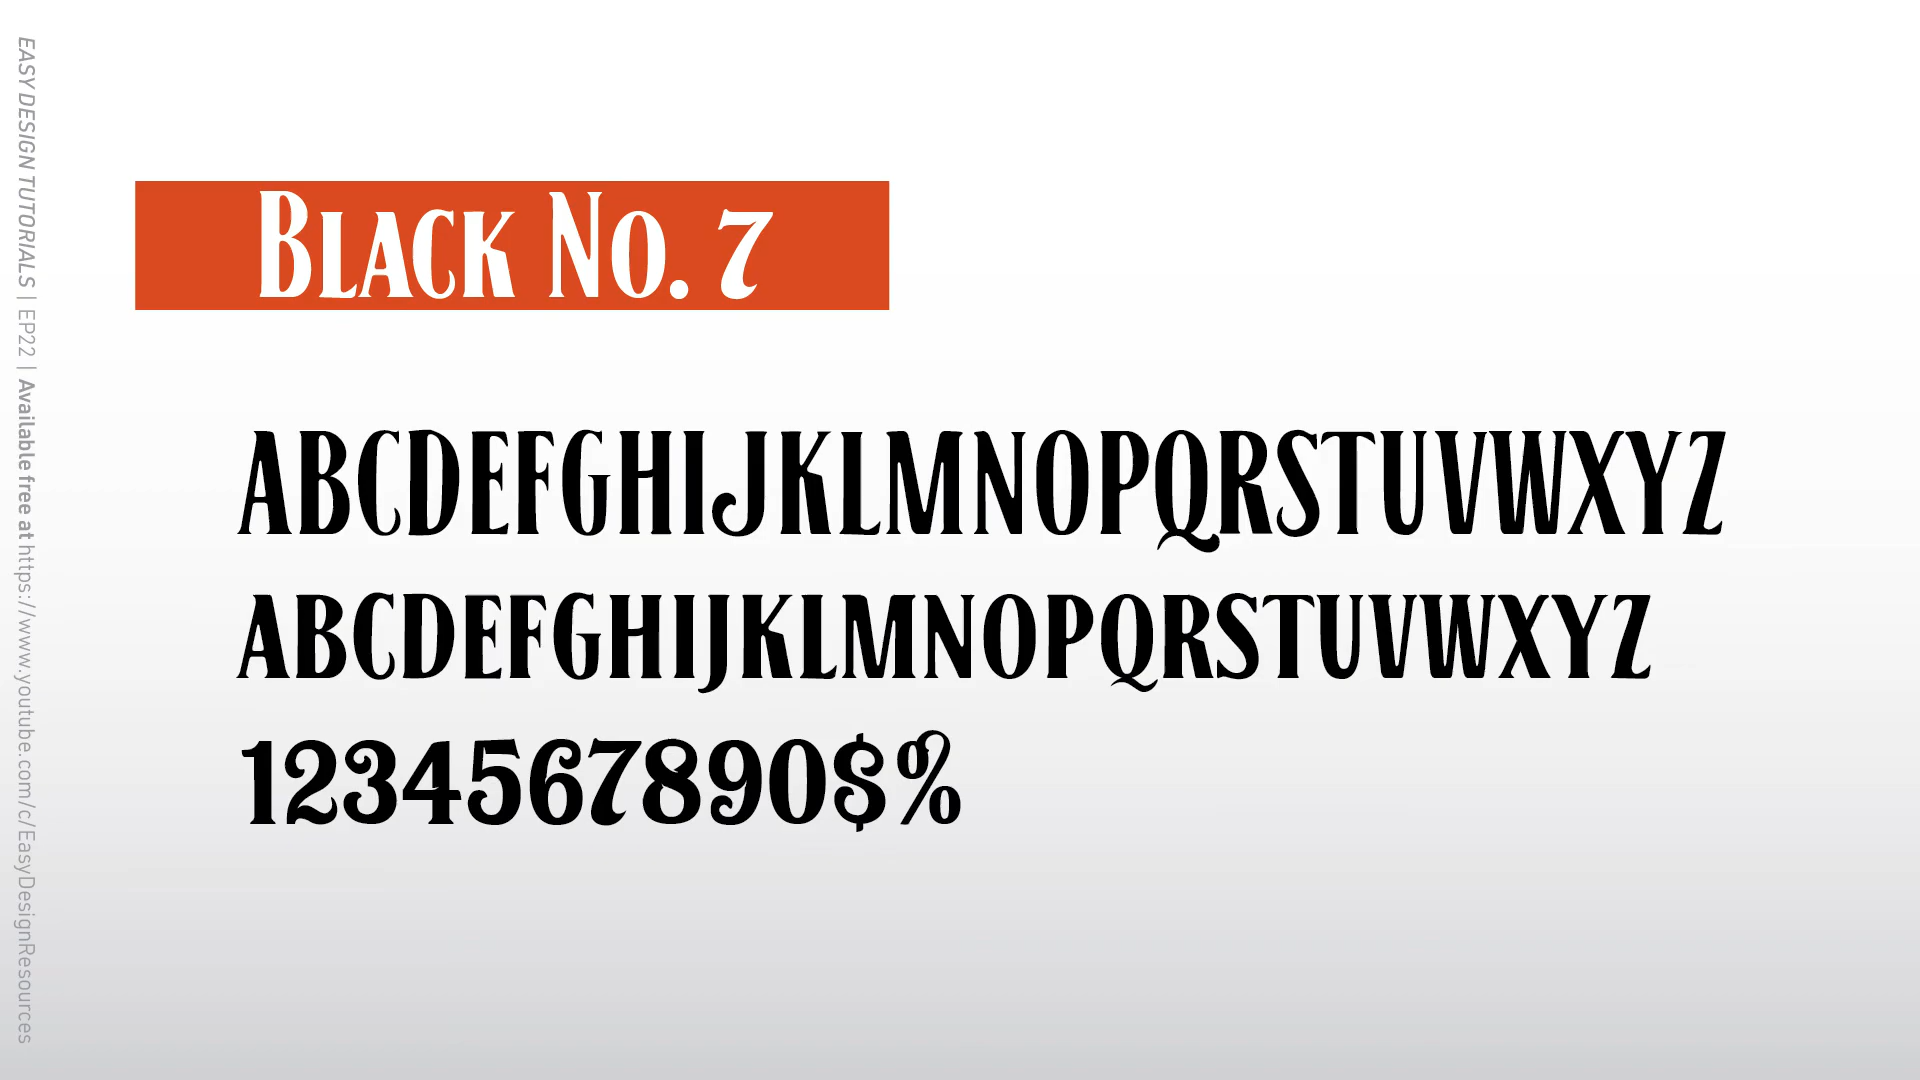 EASY DESIGN TUTORIALS | EP22 | Available free at https://www.youtube.com/c/EasyDesignResources
BLACK NO. 7
ABCDEFGHIJKLMNOPQRSTUVWXYZ
ABCDEFGHIJKLMNOPQRSTUVWXYZ
1234567890$%